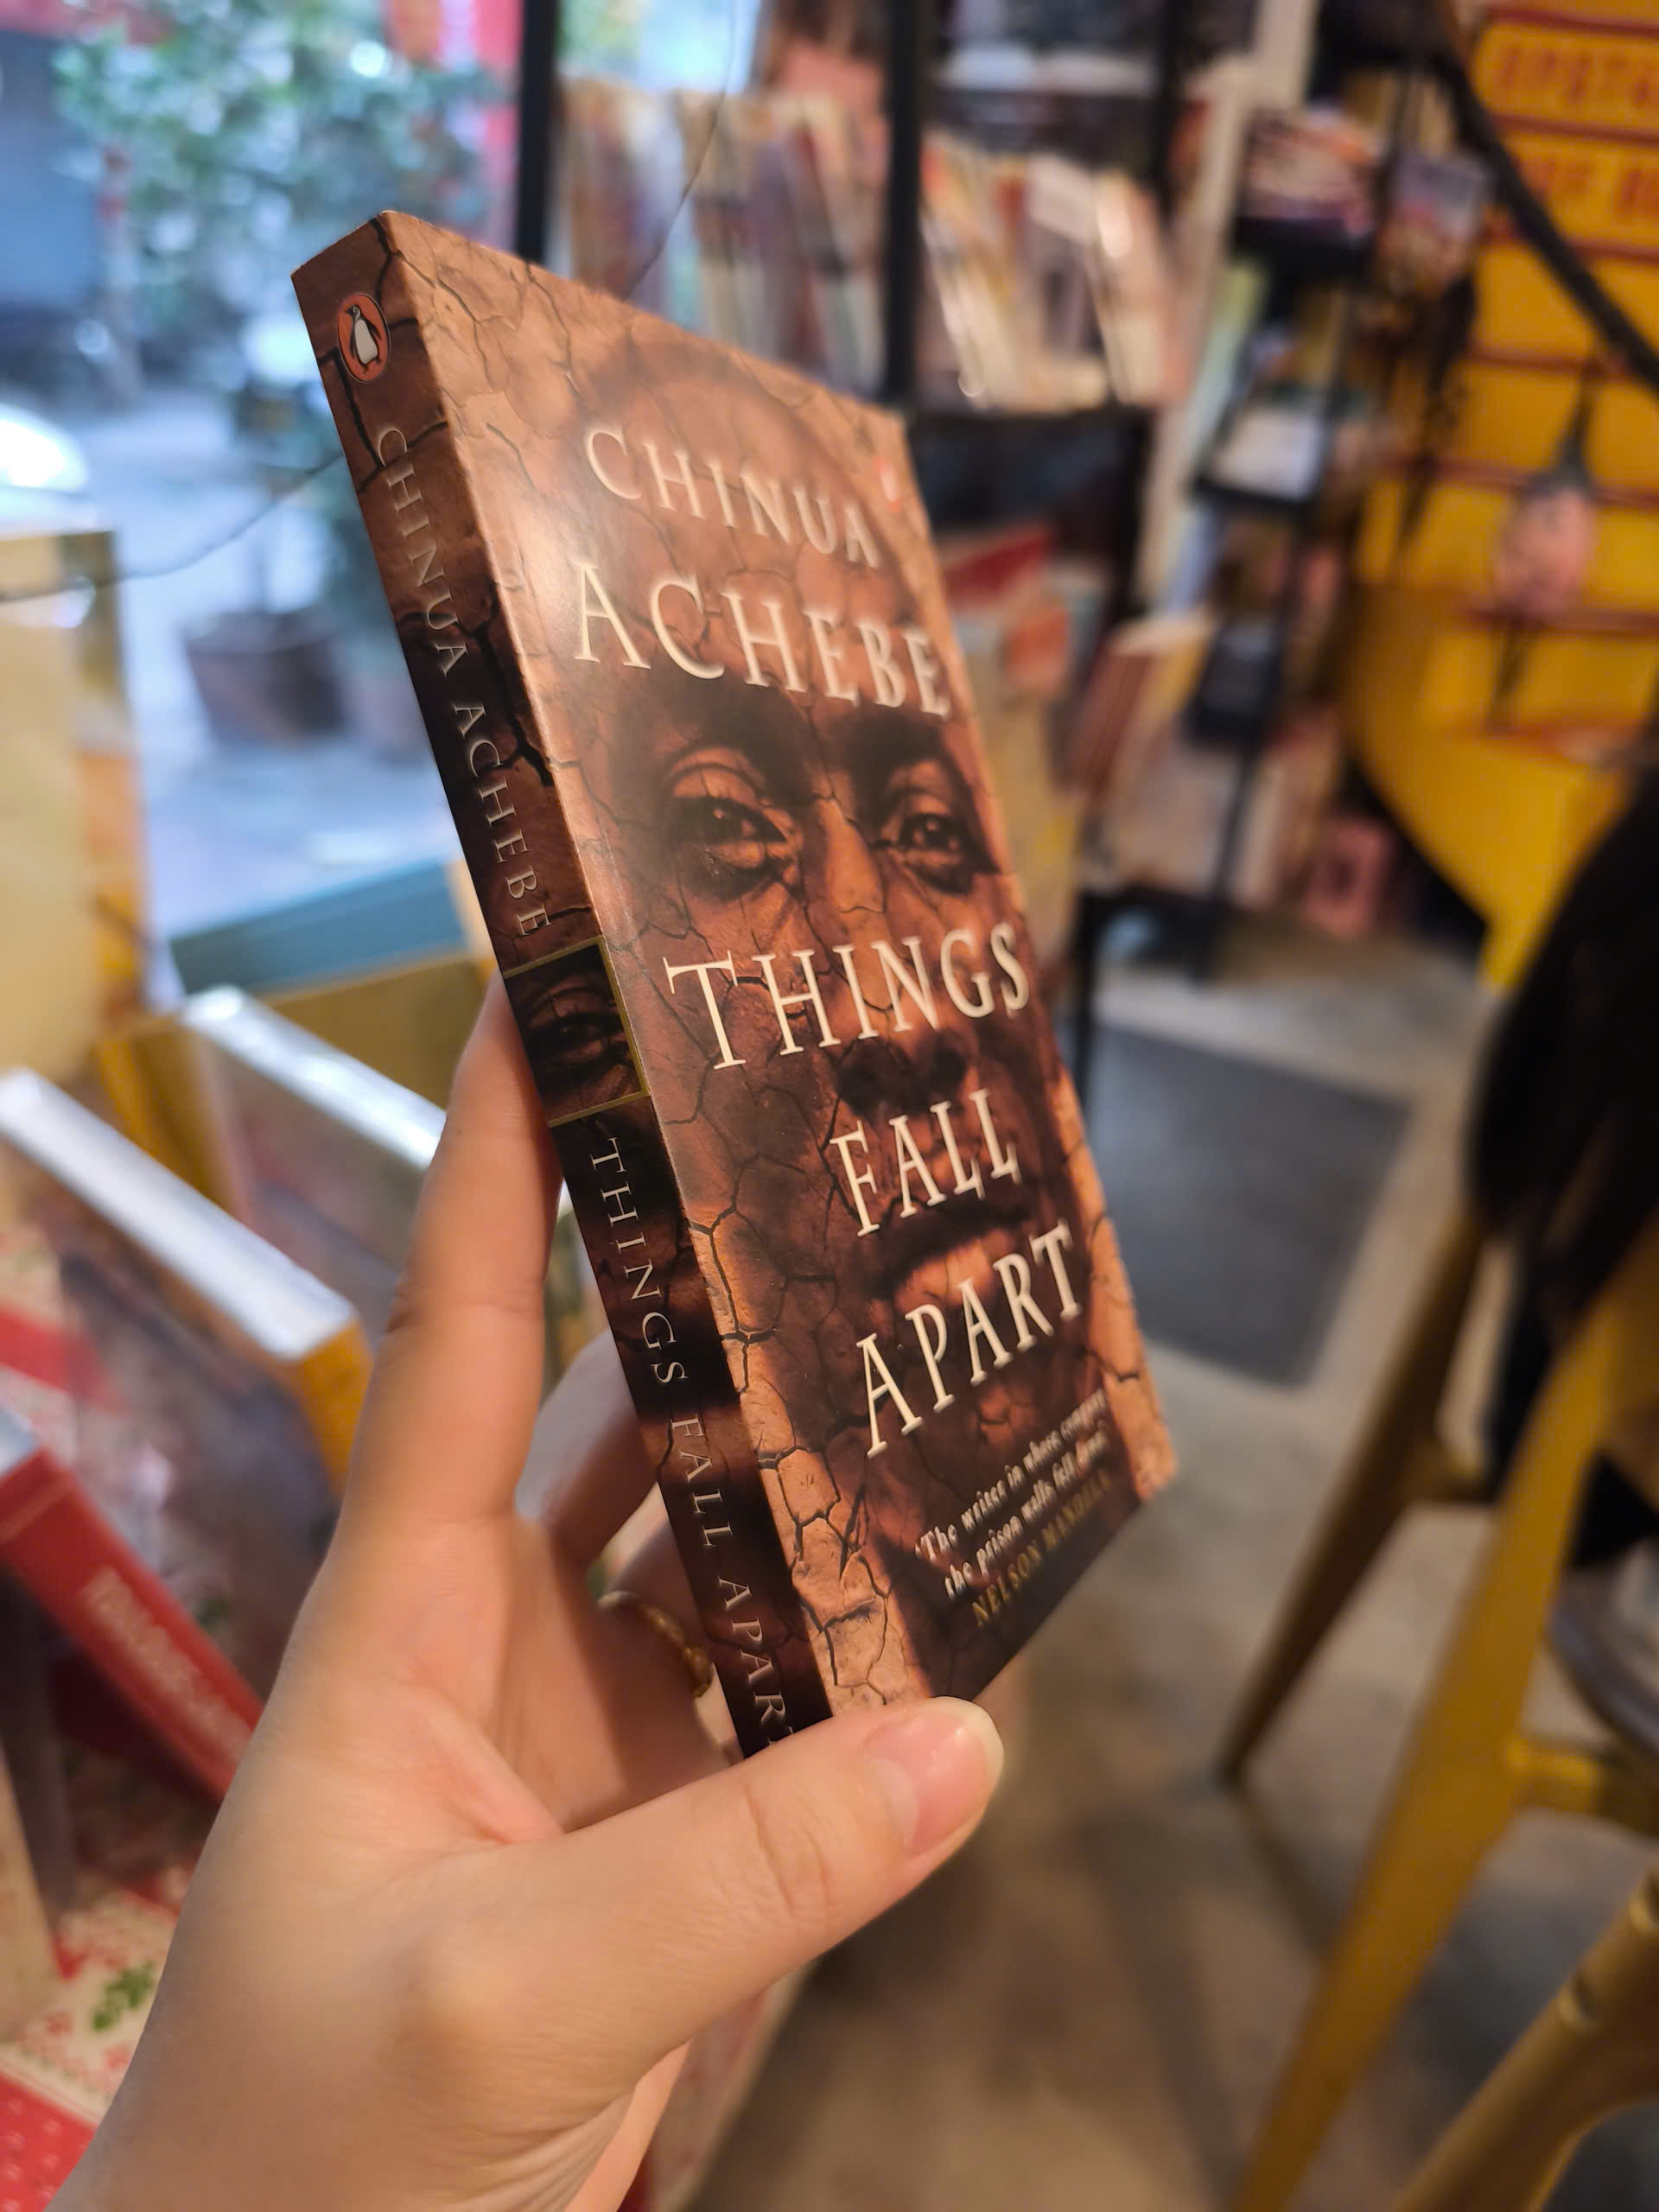 CHINUA ACHEBE
THINGS FALL APART
CHINUA
ACHEBE
THINGS
FALL
APART
'The writer in whose company
the prison walls fell down'
NELSON MANDELA